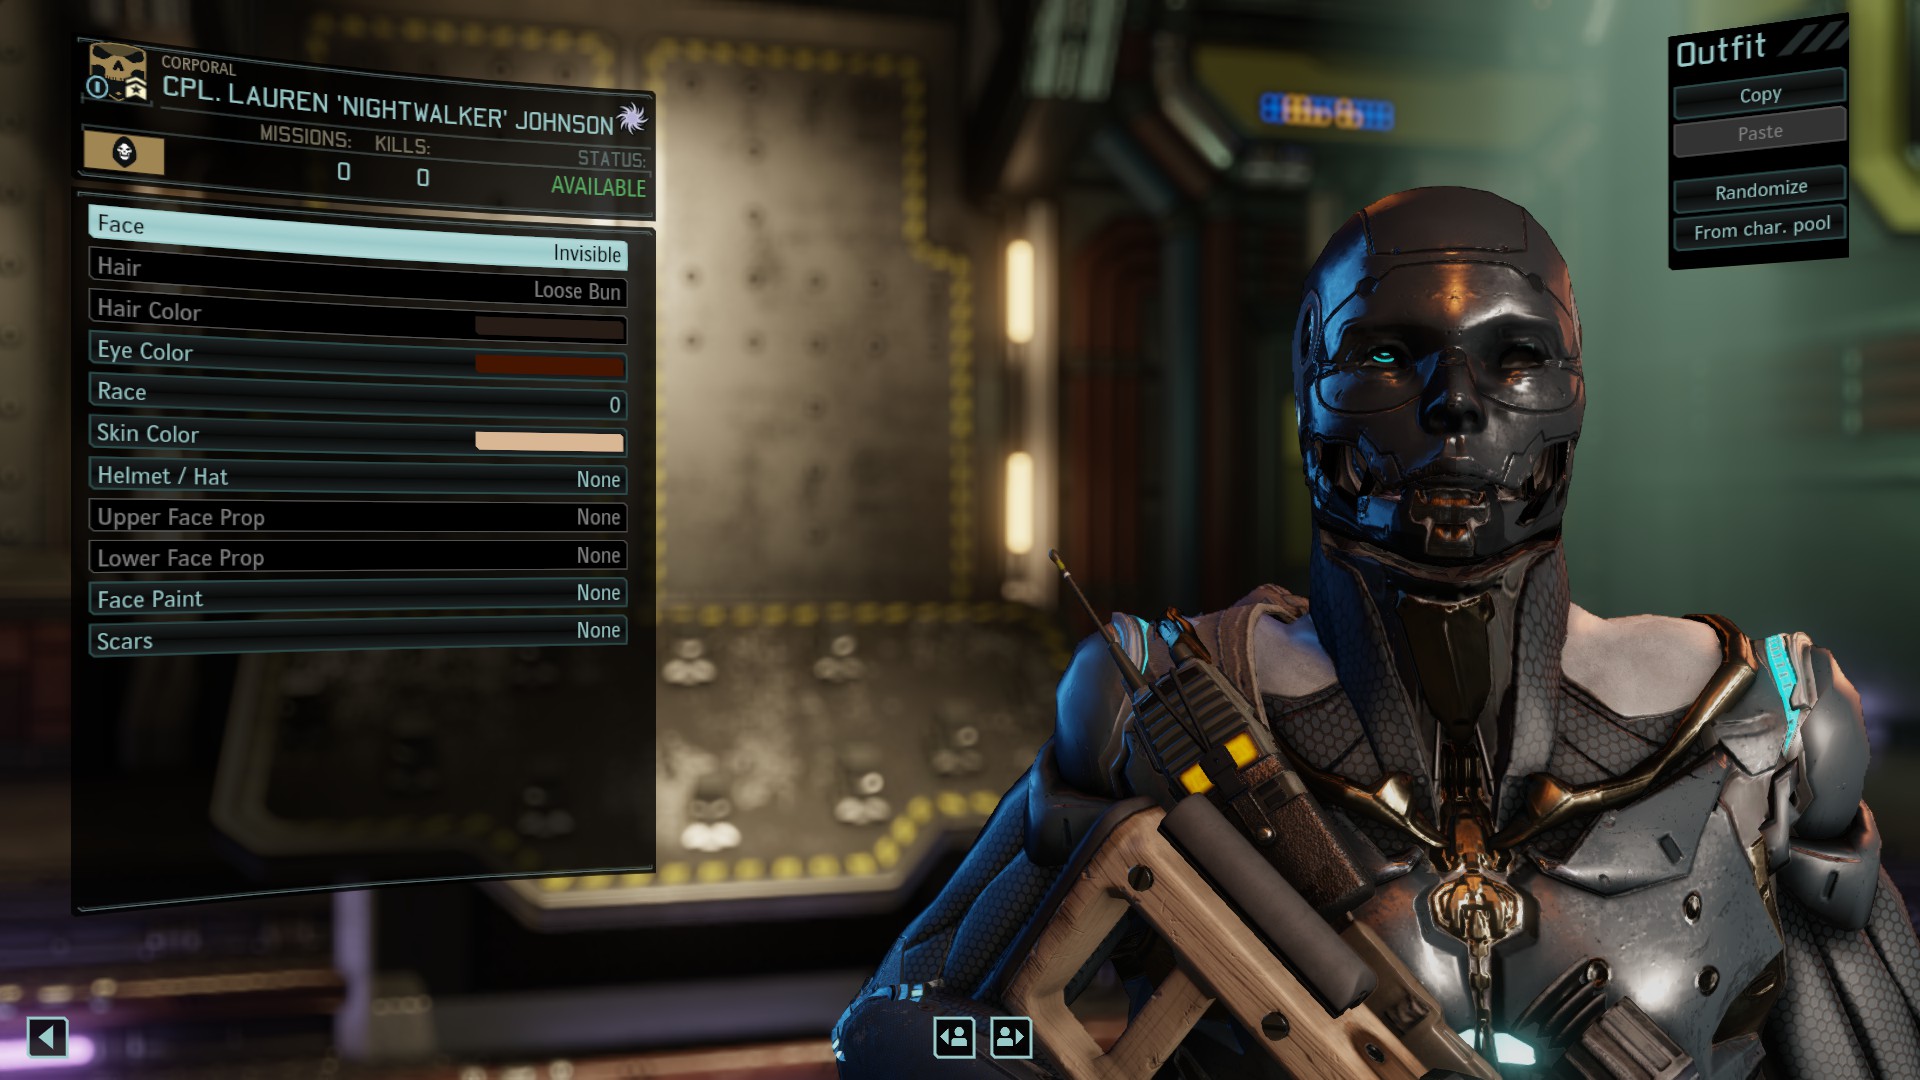 CORPORAL
CPL. LAUREN 'NIGHTWALKER' JOHNSON
MISSIONS: KILLS: STATUS:
0 0 AVAILABLE
Face Invisible
Hair Loose Bun
Hair Color
Eye Color
Race 0
Skin Color
Helmet / Hat None
Upper Face Prop None
Lower Face Prop None
Face Paint None
Scars None
Outfit
Copy
Paste
Randomize
From char. pool